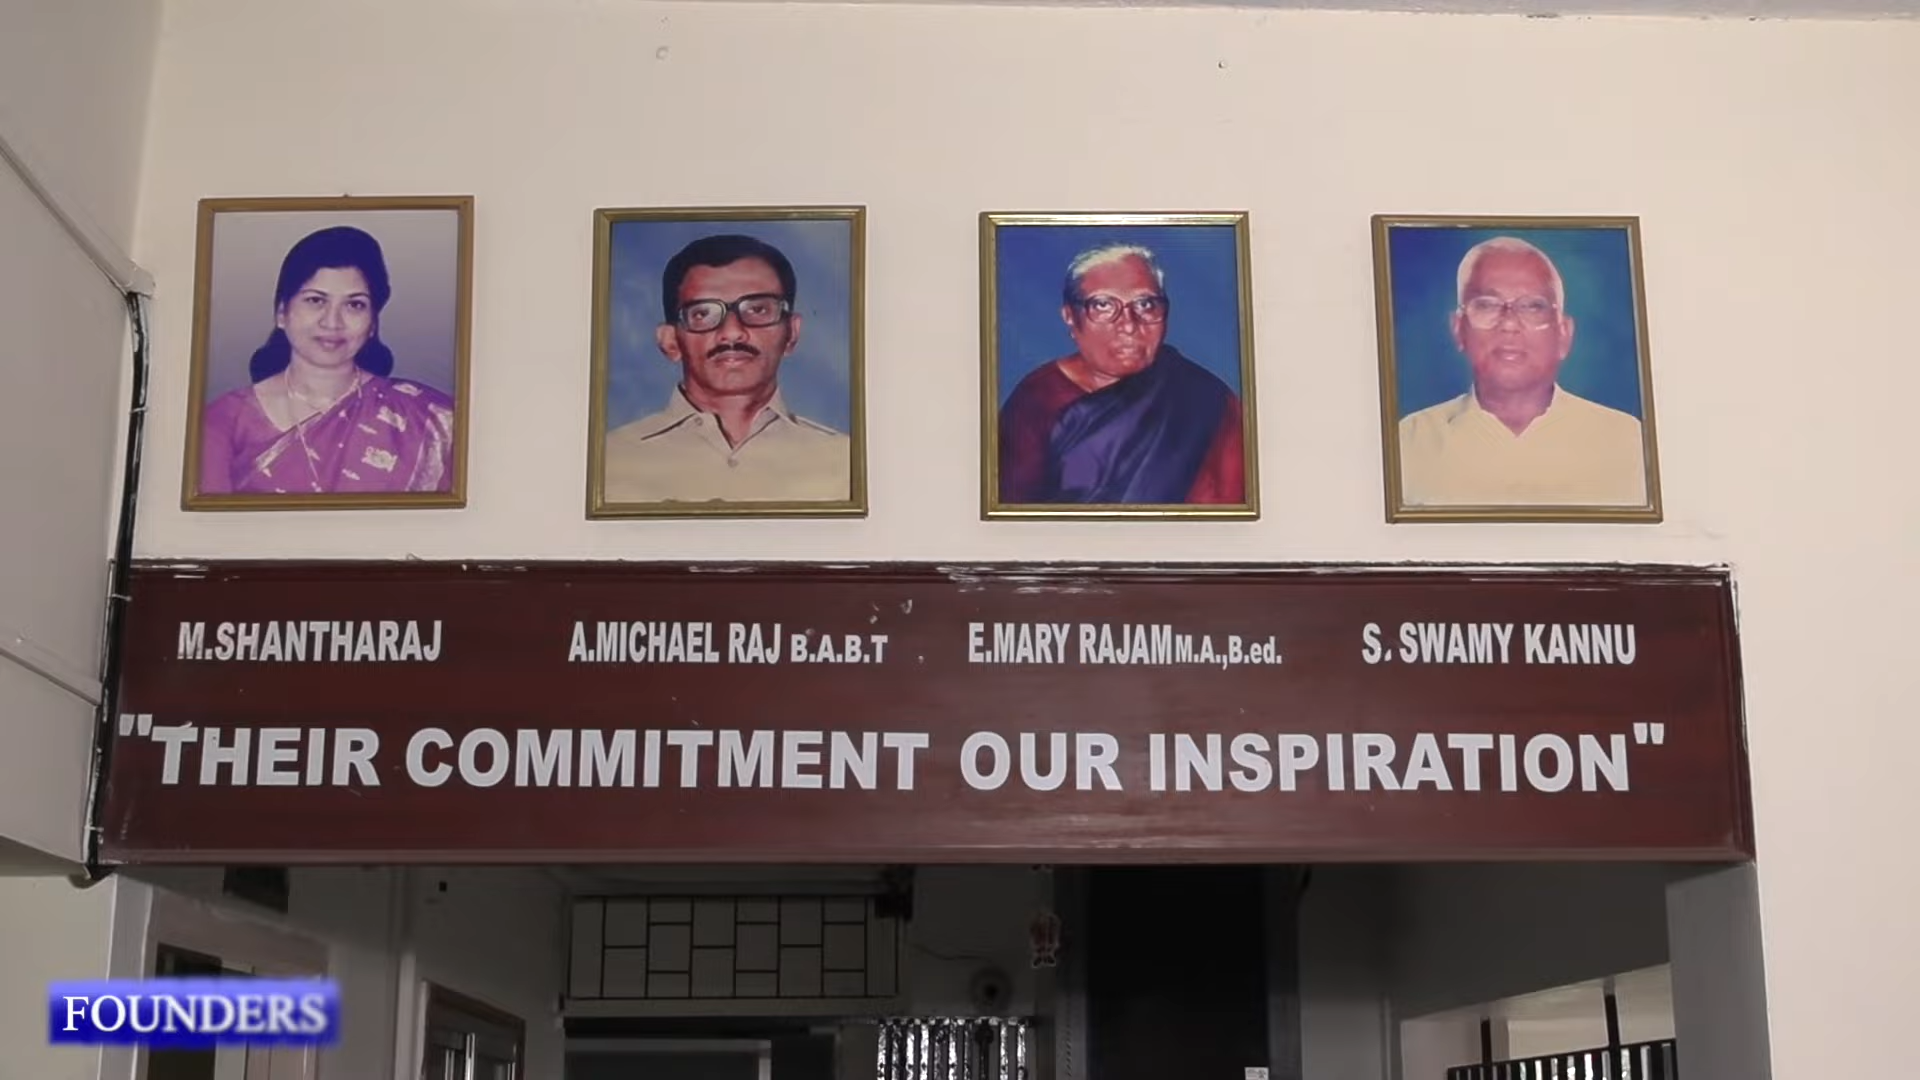 M.SHANTHARAJ A.MICHAEL RAJ B.A.B.T E.MARY RAJAM M.A.,B.ed. S. SWAMY KANNU
"THEIR COMMITMENT OUR INSPIRATION"
FOUNDERS